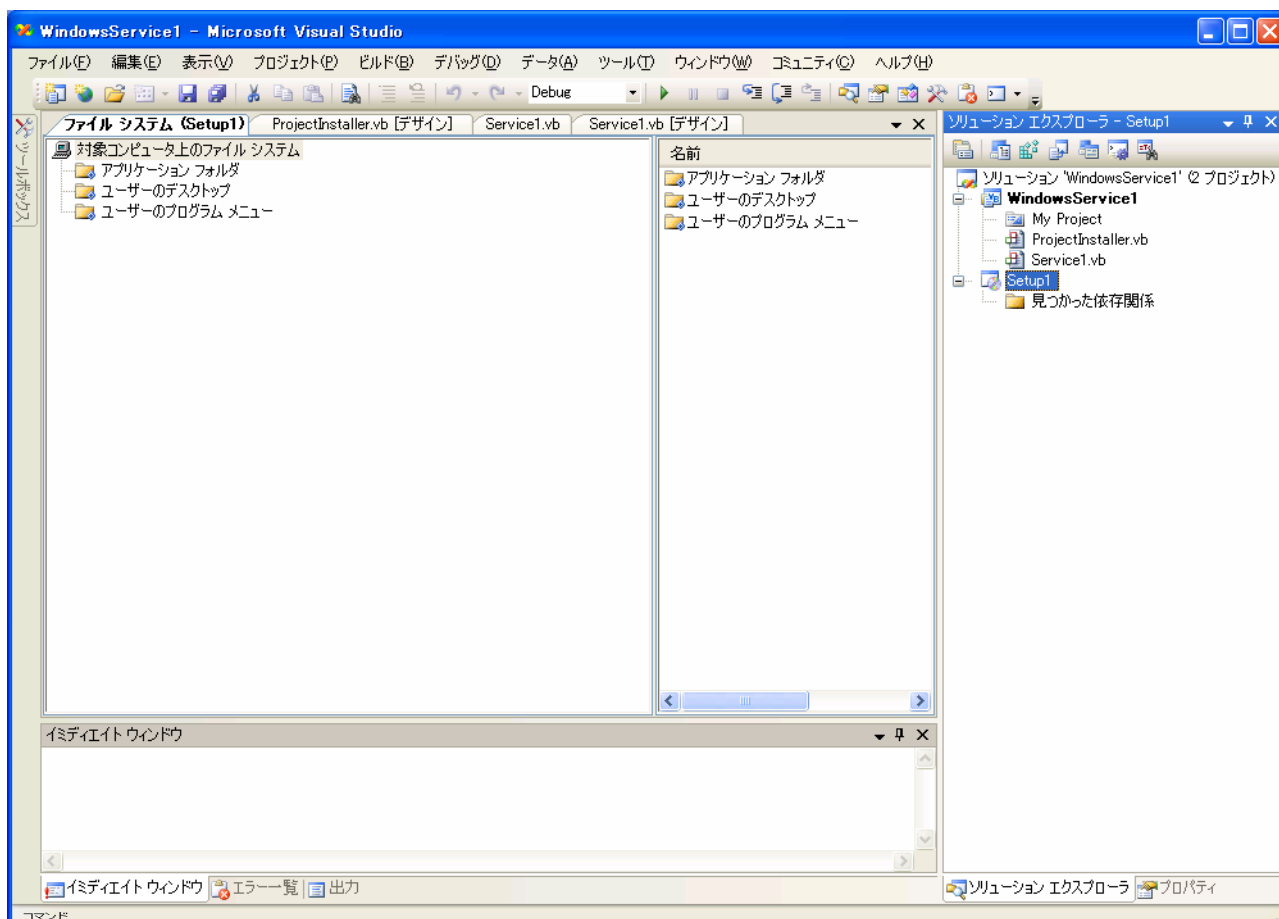 WindowsService1 - Microsoft Visual Studio
ファイル(F) 編集(E) 表示(V) プロジェクト(P) ビルド(B) デバッグ(D) データ(A) ツール(T) ウィンドウ(W) コミュニティ(C) ヘルプ(H)
Debug
ツールボックス
ファイル システム (Setup1) ProjectInstaller.vb [デザイン] Service1.vb Service1.vb [デザイン]
対象コンピュータ上のファイル システム
アプリケーション フォルダ
ユーザーのデスクトップ
ユーザーのプログラム メニュー
名前
アプリケーション フォルダ
ユーザーのデスクトップ
ユーザーのプログラム メニュー
ソリューション エクスプローラ - Setup1
ソリューション 'WindowsService1' (2 プロジェクト)
WindowsService1
My Project
ProjectInstaller.vb
Service1.vb
Setup1
見つかった依存関係
イミディエイト ウィンドウ
イミディエイト ウィンドウ エラー一覧 出力
ソリューション エクスプローラ プロパティ
コマンド